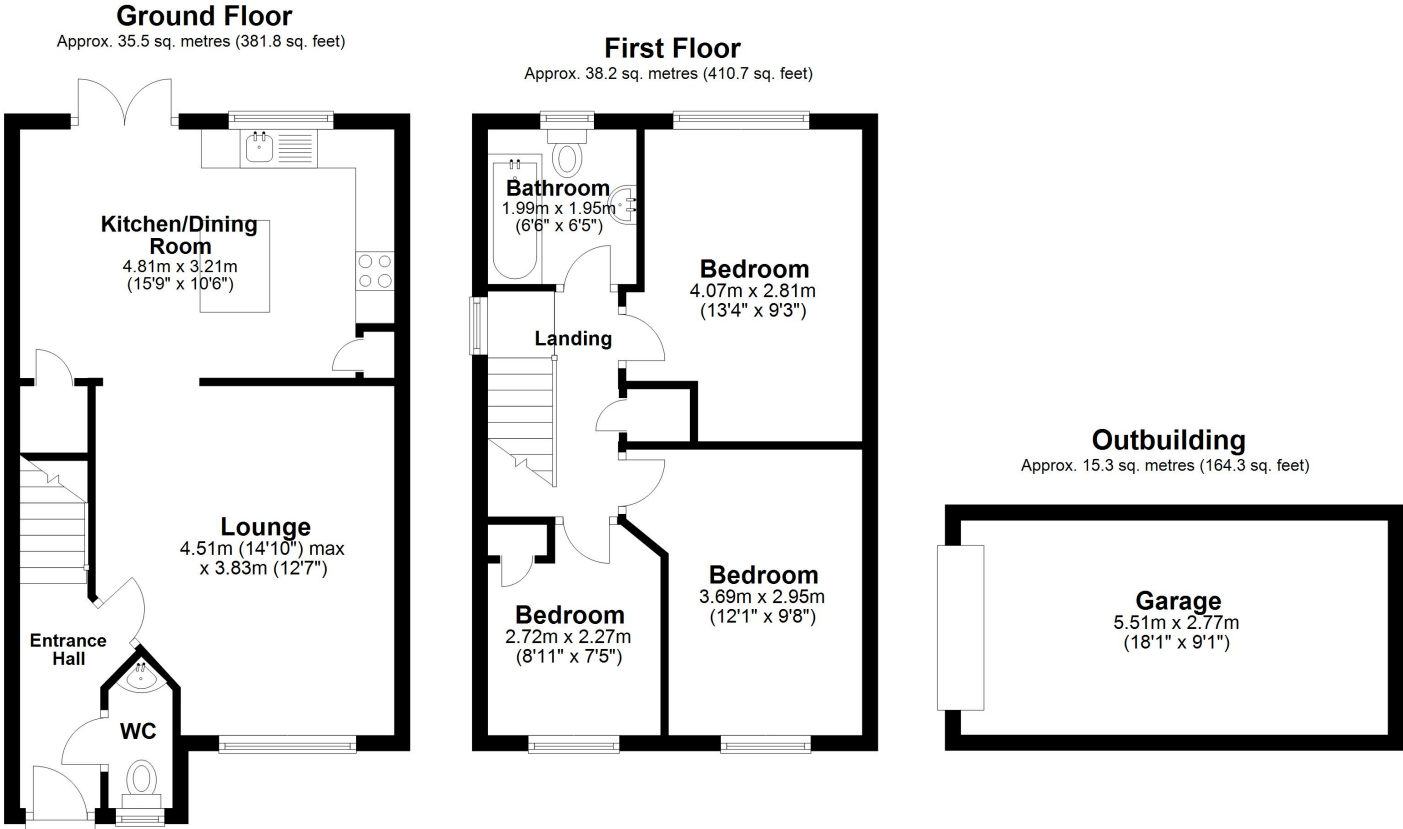 Ground Floor
Approx. 35.5 sq. metres (381.8 sq. feet)
Kitchen/Dining
Room
4.81m x 3.21m
(15'9" x 10'6")
Lounge
4.51m (14'10") max
x 3.83m (12'7")
Entrance
Hall
WC
First Floor
Approx. 38.2 sq. metres (410.7 sq. feet)
Bathroom
1.99m x 1.95m
(6'6" x 6'5")
Bedroom
4.07m x 2.81m
(13'4" x 9'3")
Landing
Bedroom
3.69m x 2.95m
(12'1" x 9'8")
Bedroom
2.72m x 2.27m
(8'11" x 7'5")
Outbuilding
Approx. 15.3 sq. metres (164.3 sq. feet)
Garage
5.51m x 2.77m
(18'1" x 9'1")